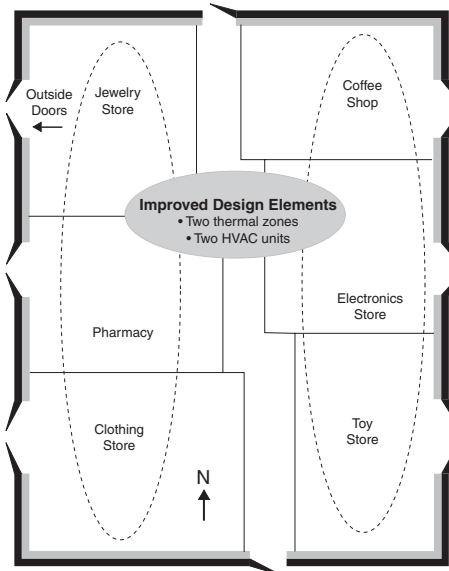 Outside
Doors
Jewelry
Store
Coffee
Shop
Improved Design Elements
• Two thermal zones
• Two HVAC units
Electronics
Store
Pharmacy
Clothing
Store
Toy
Store
N